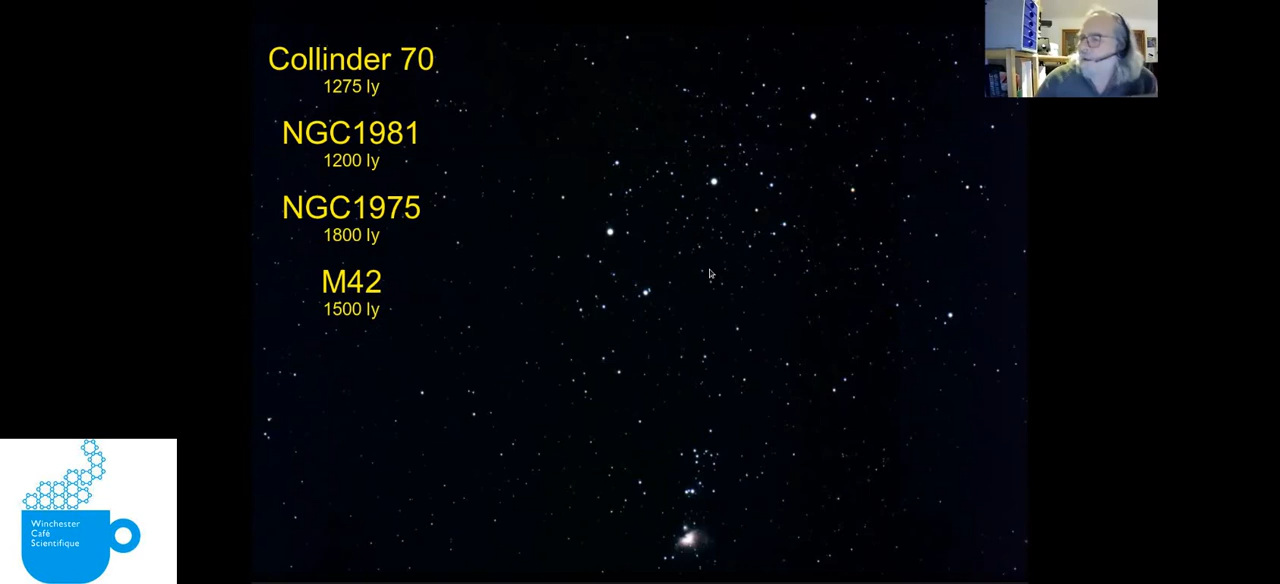 Collinder 70
1275 ly
NGC1981
1200 ly
NGC1975
1800 ly
M42
1500 ly
Winchester
Café
Scientifique